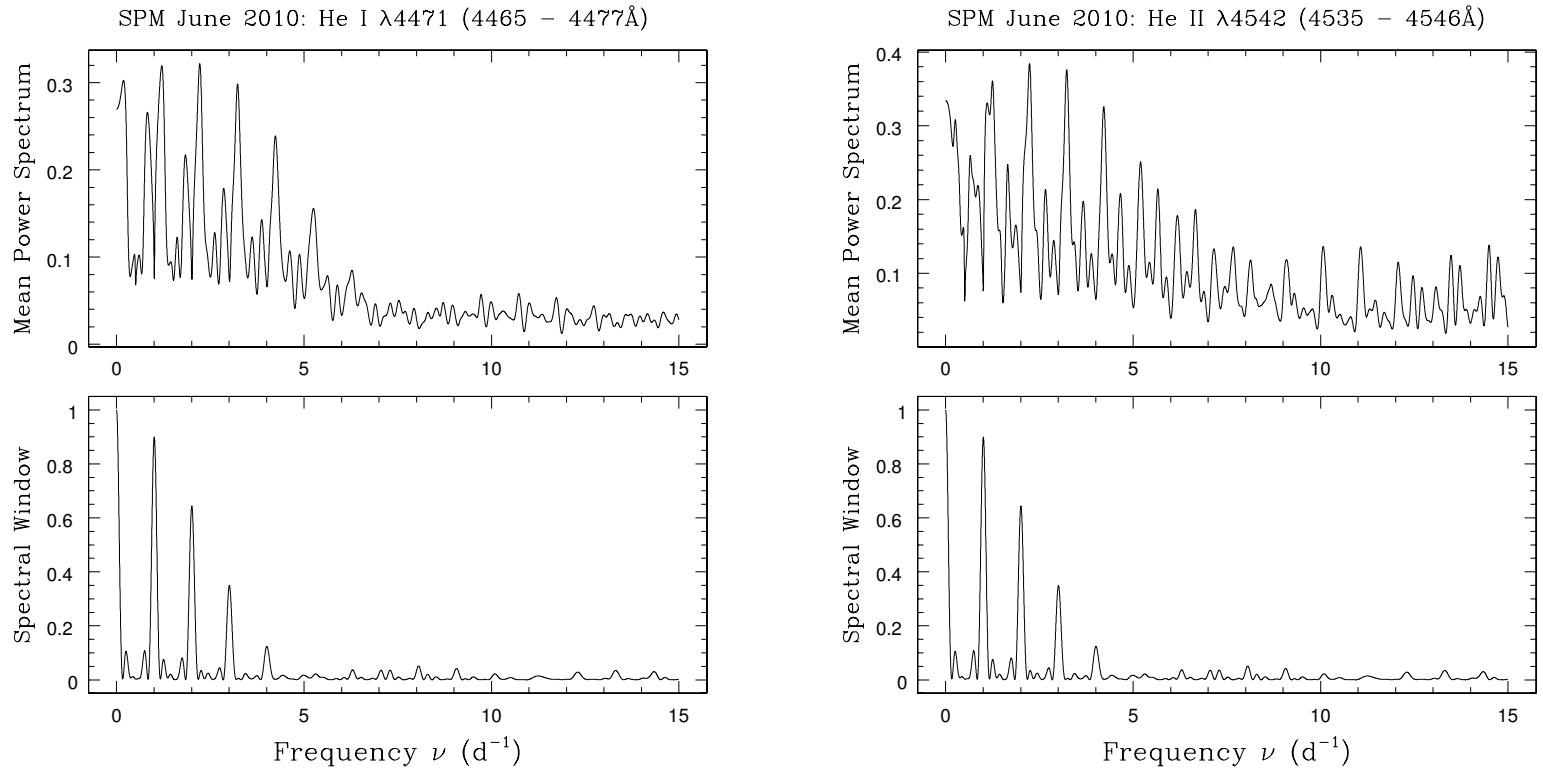 SPM June 2010: He I λ4471 (4465 − 4477Å)
Mean Power Spectrum
0.3
0.2
0.1
0
0 5 10 15
Spectral Window
1
0.8
0.6
0.4
0.2
0
0 5 10 15
Frequency ν (d⁻¹)
SPM June 2010: He II λ4542 (4535 − 4546Å)
Mean Power Spectrum
0.4
0.3
0.2
0.1
0 5 10 15
Spectral Window
1
0.8
0.6
0.4
0.2
0
0 5 10 15
Frequency ν (d⁻¹)